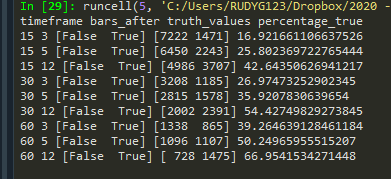 In [29]: runcell(5, 'C:/Users/RUDYG123/Dropbox/2020 -
timeframe bars_after truth_values percentage_true
15 3 [False  True] [7222 1471] 16.921661106637526
15 5 [False  True] [6450 2243] 25.802369722765444
15 12 [False  True] [4986 3707] 42.64350626941217
30 3 [False  True] [3208 1185] 26.97473252902345
30 5 [False  True] [2815 1578] 35.9207830639654
30 12 [False  True] [2002 2391] 54.42749829273845
60 3 [False  True] [1338  865] 39.264639128461184
60 5 [False  True] [1096 1107] 50.24965955515207
60 12 [False  True] [ 728 1475] 66.9541534271448